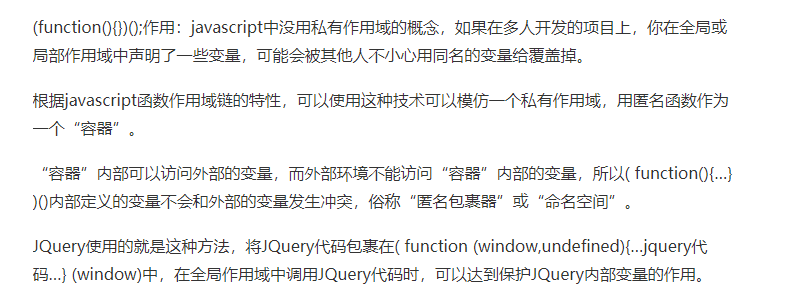 (function(){})();作用：javascript中没用私有作用域的概念，如果在多人开发的项目上，你在全局或
局部作用域中声明了一些变量，可能会被其他人不小心用同名的变量给覆盖掉。
根据javascript函数作用域链的特性，可以使用这种技术可以模仿一个私有作用域，用匿名函数作为
一个“容器”。
“容器”内部可以访问外部的变量，而外部环境不能访问“容器”内部的变量，所以( function(){…}
)()内部定义的变量不会和外部的变量发生冲突，俗称“匿名包裹器”或“命名空间”。
JQuery使用的就是这种方法，将JQuery代码包裹在( function (window,undefined){…jquery代
码…} (window)中，在全局作用域中调用JQuery代码时，可以达到保护JQuery内部变量的作用。